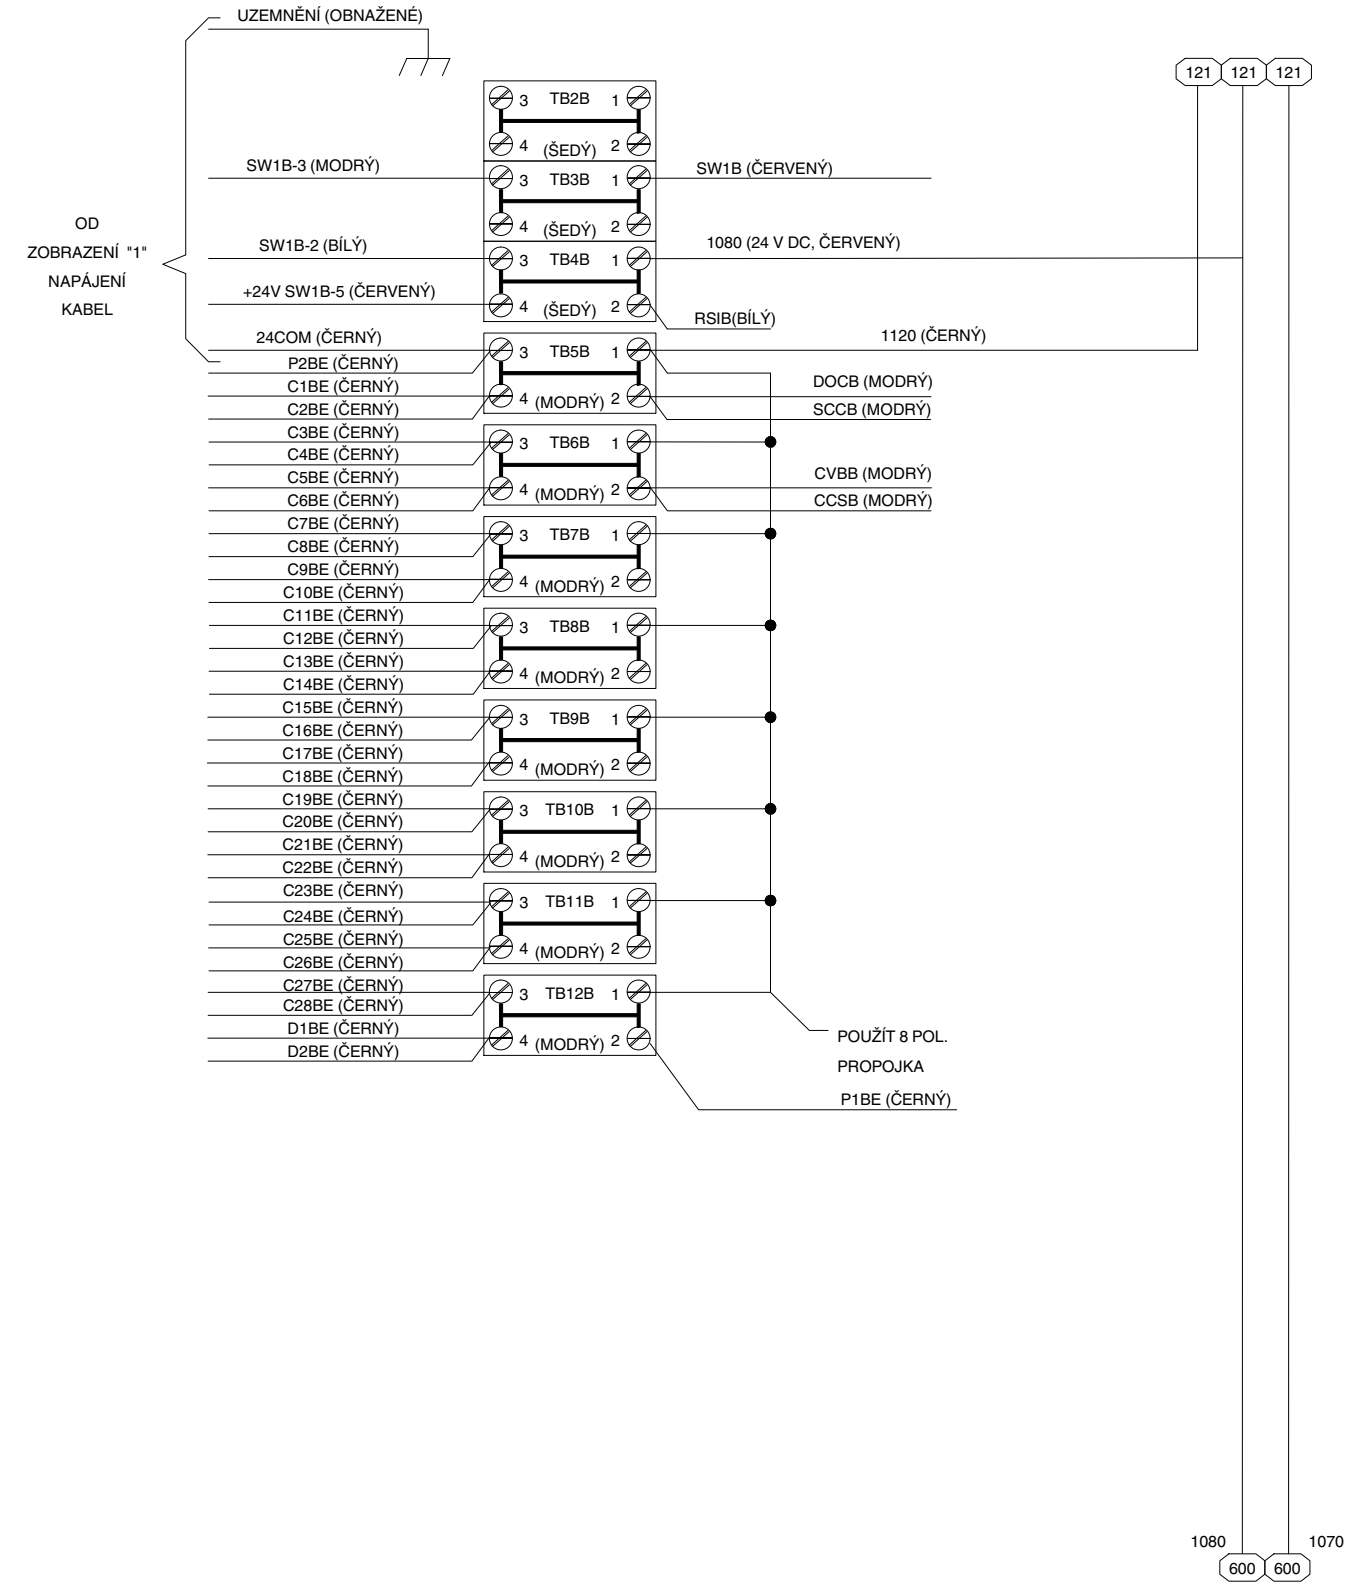 UZEMNĚNÍ (OBNAŽENÉ)
121 121 121
3 TB2B 1
4 (ŠEDÝ) 2
SW1B-3 (MODRÝ)
3 TB3B 1
SW1B (ČERVENÝ)
4 (ŠEDÝ) 2
OD
ZOBRAZENÍ "1"
NAPÁJENÍ
KABEL
SW1B-2 (BÍLÝ)
3 TB4B 1
1080 (24 V DC, ČERVENÝ)
+24V SW1B-5 (ČERVENÝ)
4 (ŠEDÝ) 2
RSIB(BÍLÝ)
24COM (ČERNÝ)
3 TB5B 1
1120 (ČERNÝ)
P2BE (ČERNÝ)
C1BE (ČERNÝ)
DOCB (MODRÝ)
4 (MODRÝ) 2
C2BE (ČERNÝ)
SCCB (MODRÝ)
C3BE (ČERNÝ)
3 TB6B 1
C4BE (ČERNÝ)
C5BE (ČERNÝ)
CVBB (MODRÝ)
4 (MODRÝ) 2
C6BE (ČERNÝ)
CCSB (MODRÝ)
C7BE (ČERNÝ)
3 TB7B 1
C8BE (ČERNÝ)
C9BE (ČERNÝ)
4 (MODRÝ) 2
C10BE (ČERNÝ)
C11BE (ČERNÝ)
3 TB8B 1
C12BE (ČERNÝ)
C13BE (ČERNÝ)
4 (MODRÝ) 2
C14BE (ČERNÝ)
C15BE (ČERNÝ)
3 TB9B 1
C16BE (ČERNÝ)
C17BE (ČERNÝ)
4 (MODRÝ) 2
C18BE (ČERNÝ)
C19BE (ČERNÝ)
3 TB10B 1
C20BE (ČERNÝ)
C21BE (ČERNÝ)
4 (MODRÝ) 2
C22BE (ČERNÝ)
C23BE (ČERNÝ)
3 TB11B 1
C24BE (ČERNÝ)
C25BE (ČERNÝ)
4 (MODRÝ) 2
C26BE (ČERNÝ)
C27BE (ČERNÝ)
3 TB12B 1
C28BE (ČERNÝ)
D1BE (ČERNÝ)
4 (MODRÝ) 2
D2BE (ČERNÝ)
POUŽÍT 8 POL.
PROPOJKA
P1BE (ČERNÝ)
1080 1070
600 600